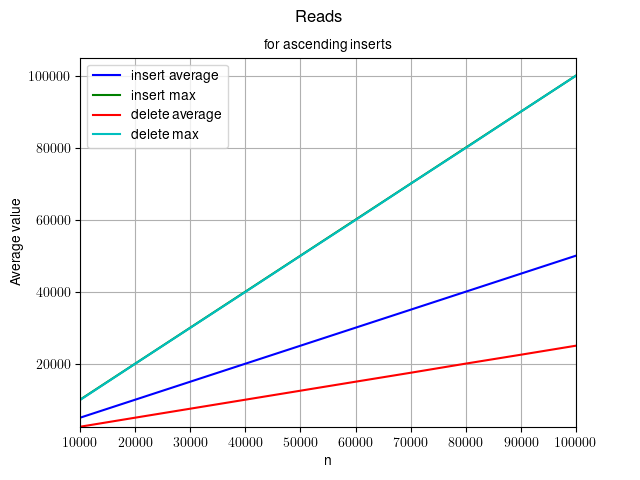 Reads
for ascending inserts
insert average
insert max
delete average
delete max
Average value
100000
80000
60000
40000
20000
10000 20000 30000 40000 50000 60000 70000 80000 90000 100000
n